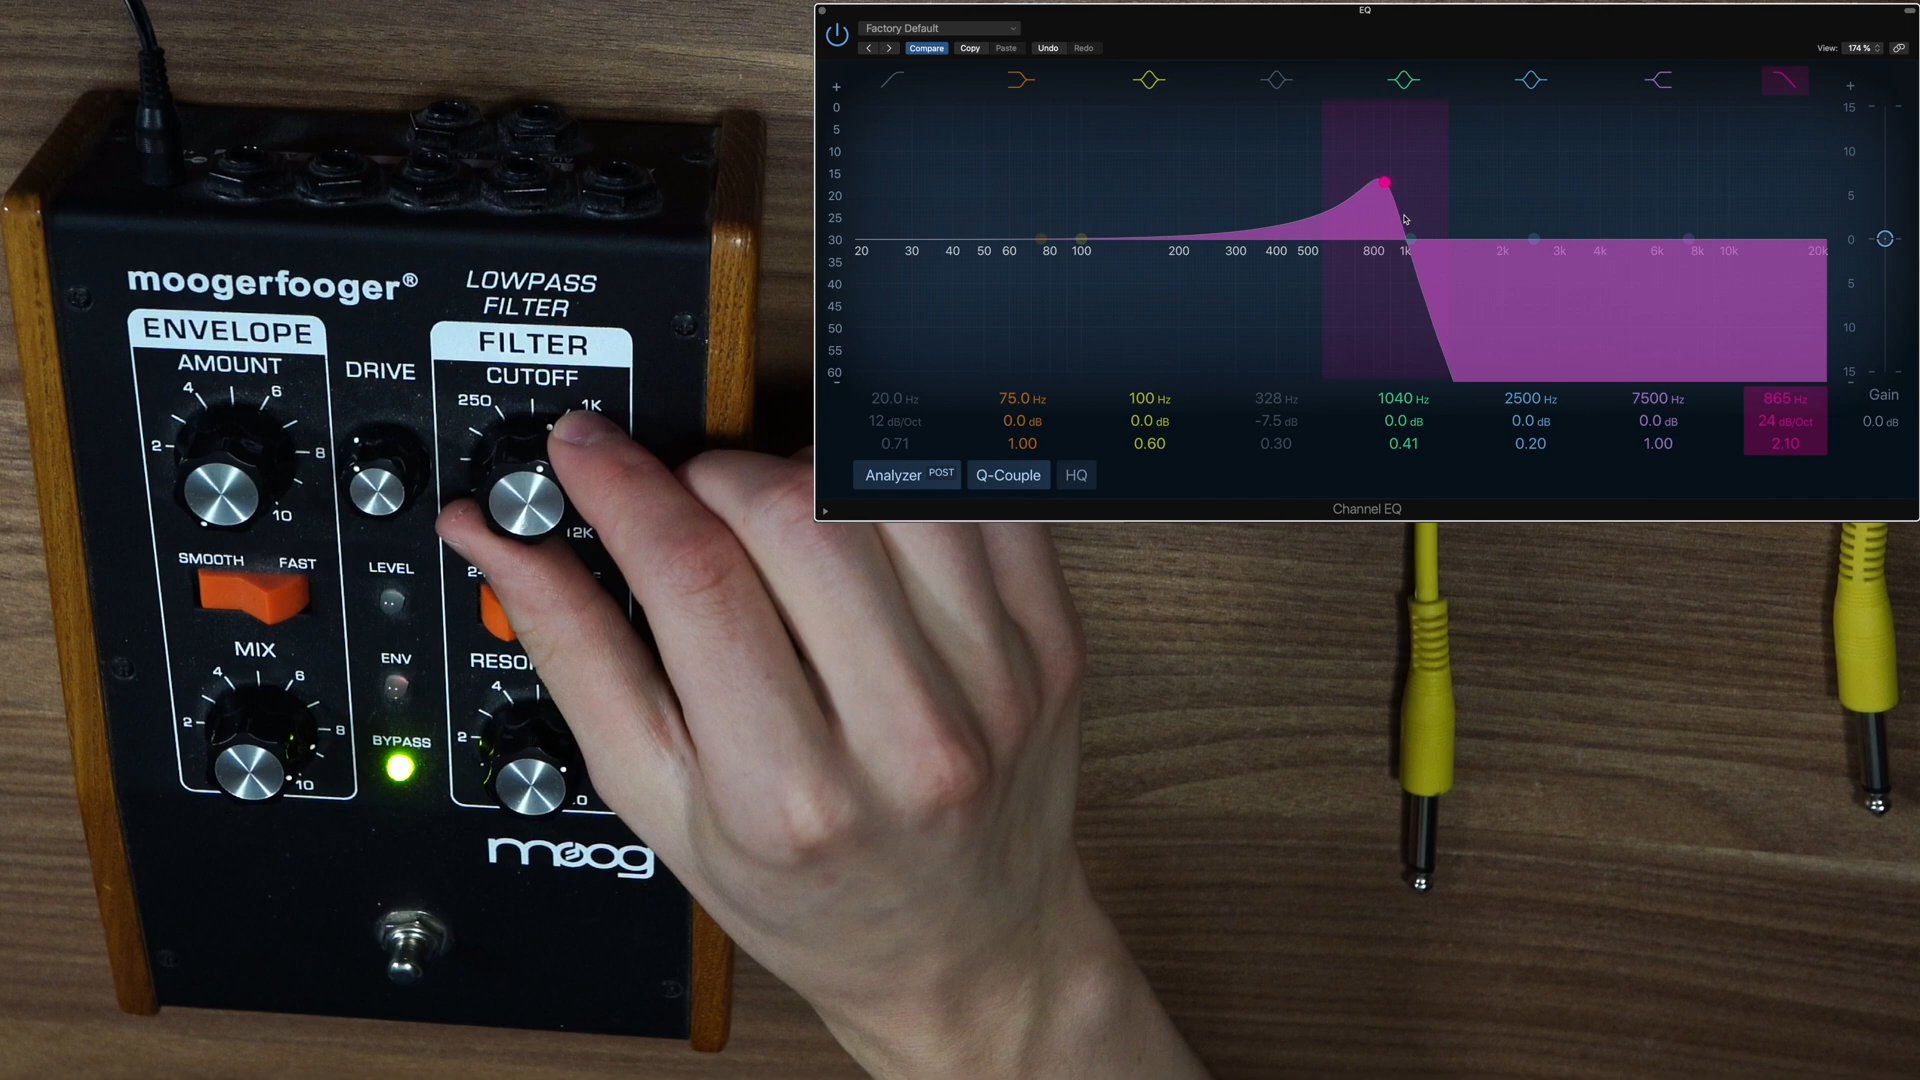 moogerfooger®
LOWPASS
FILTER
ENVELOPE
AMOUNT
4
6
2
8
10
SMOOTH FAST
MIX
4
6
2
8
10
DRIVE
LEVEL
ENV
BYPASS
FILTER
CUTOFF
250
1K
12K
2-
4
2
moog
EQ
Factory Default
Compare Copy Paste Undo Redo
View: 174 %
+ +
0 15
5
10 10
15
20 5
25
30 0
20 30 40 50 60 80 100 200 300 400 500 800 1K 2k 3k 4k 6k 8k 10k 20k
35
40 5
45
50 10
55
60 15
- -
20.0 Hz 75.0 Hz 100 Hz 328 Hz 1040 Hz 2500 Hz 7500 Hz 865 Hz
12 dB/Oct 0.0 dB 0.0 dB -7.5 dB 0.0 dB 0.0 dB 0.0 dB 24 dB/Oct
0.71 1.00 0.60 0.30 0.41 0.20 1.00 2.10
Gain
0.0 dB
Analyzer POST Q-Couple HQ
Channel EQ